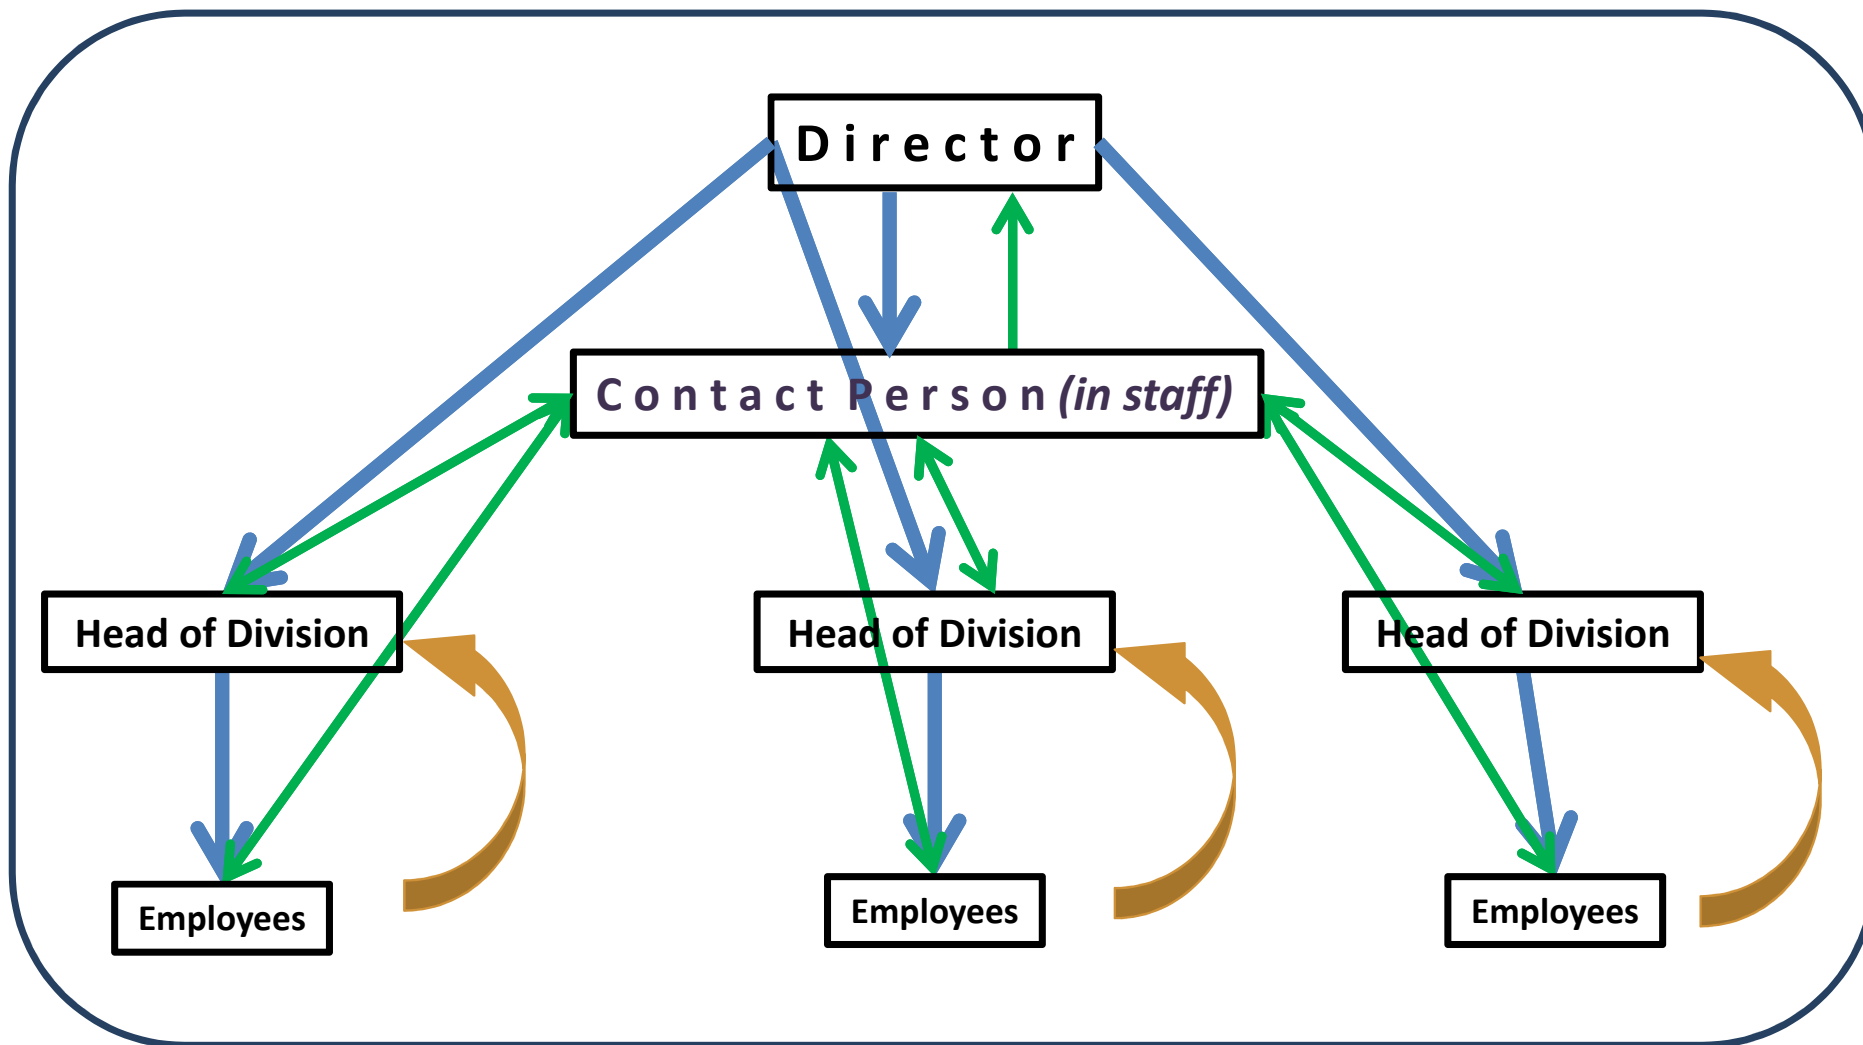 Director
Contact Person (in staff)
Head of Division
Head of Division
Head of Division
Employees
Employees
Employees